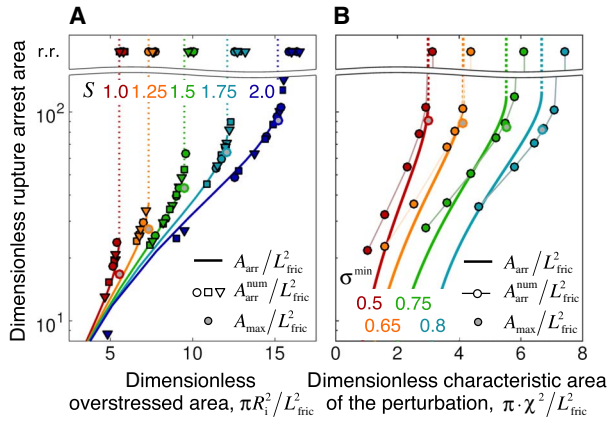 A
B
r.r.
S 1.0 1.25 1.5 1.75 2.0
10²
10¹
Dimensionless rupture arrest area
A_arr/L²_fric
A^num_arr/L²_fric
A_max/L²_fric
5 10 15
Dimensionless
overstressed area, πR²_i/L²_fric
σ^min
0.5 0.75
0.65 0.8
A_arr/L²_fric
A^num_arr/L²_fric
A_max/L²_fric
0 2 4 6 8
Dimensionless characteristic area
of the perturbation, π·χ²/L²_fric